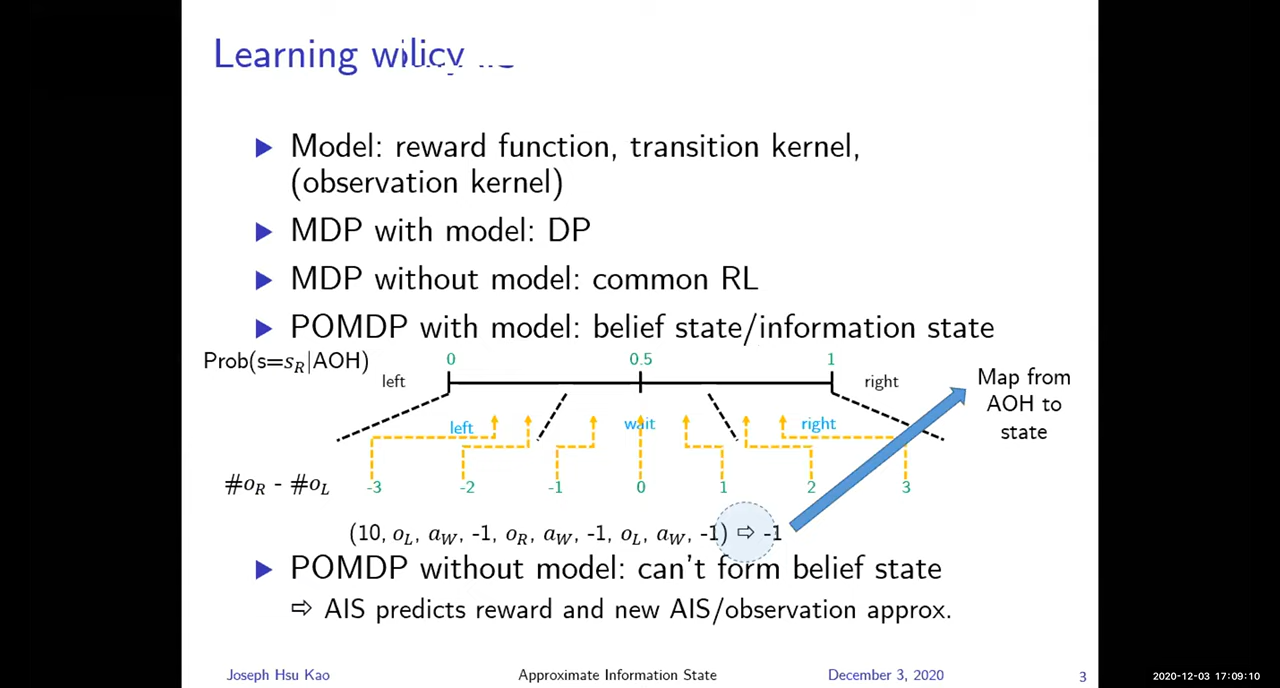 Learning
Model: reward function, transition kernel,
(observation kernel)
MDP with model: DP
MDP without model: common RL
POMDP with model: belief state/information state
Prob(s=s_R|AOH)
0 0.5 1
left right
Map from
AOH to
state
left wait right
#o_R - #o_L
-3 -2 -1 0 1 2 3
(10, o_L, a_W, -1, o_R, a_W, -1, o_L, a_W, -1) ⇨ -1
POMDP without model: can't form belief state
⇨ AIS predicts reward and new AIS/observation approx.
Joseph Hsu Kao Approximate Information State December 3, 2020 3
2020-12-03 17:09:10